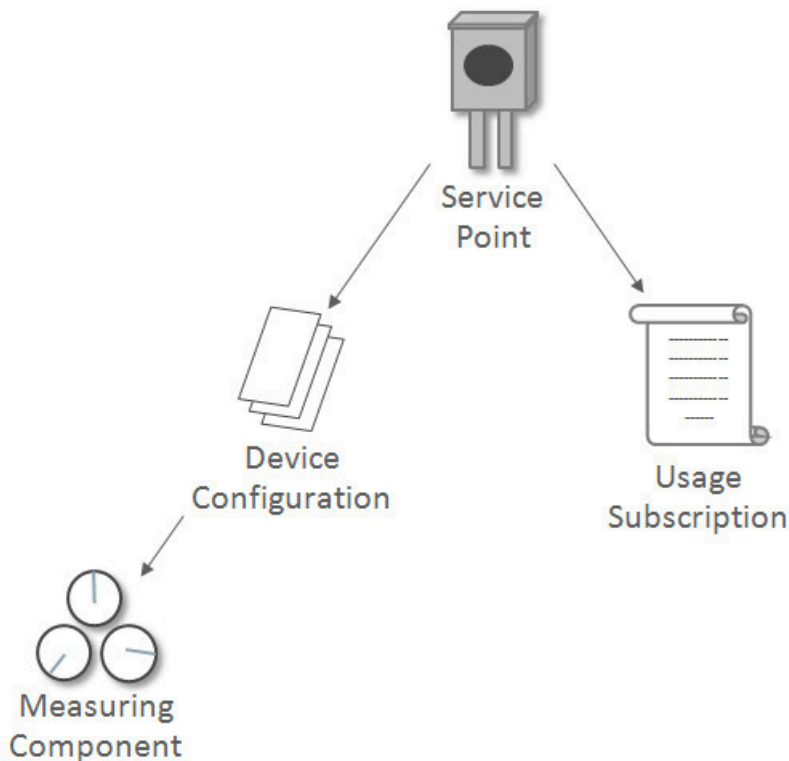 Service
Point
Device
Configuration
Usage
Subscription
Measuring
Component